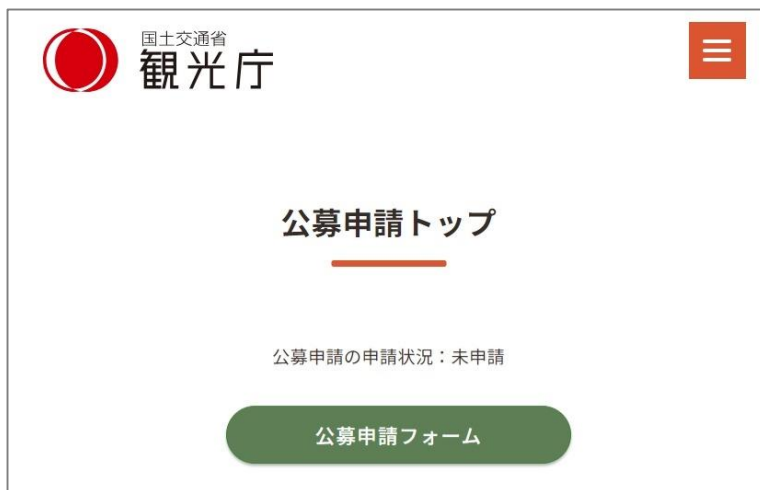 国土交通省
観光庁
公募申請トップ
公募申請の申請状況：未申請
公募申請フォーム